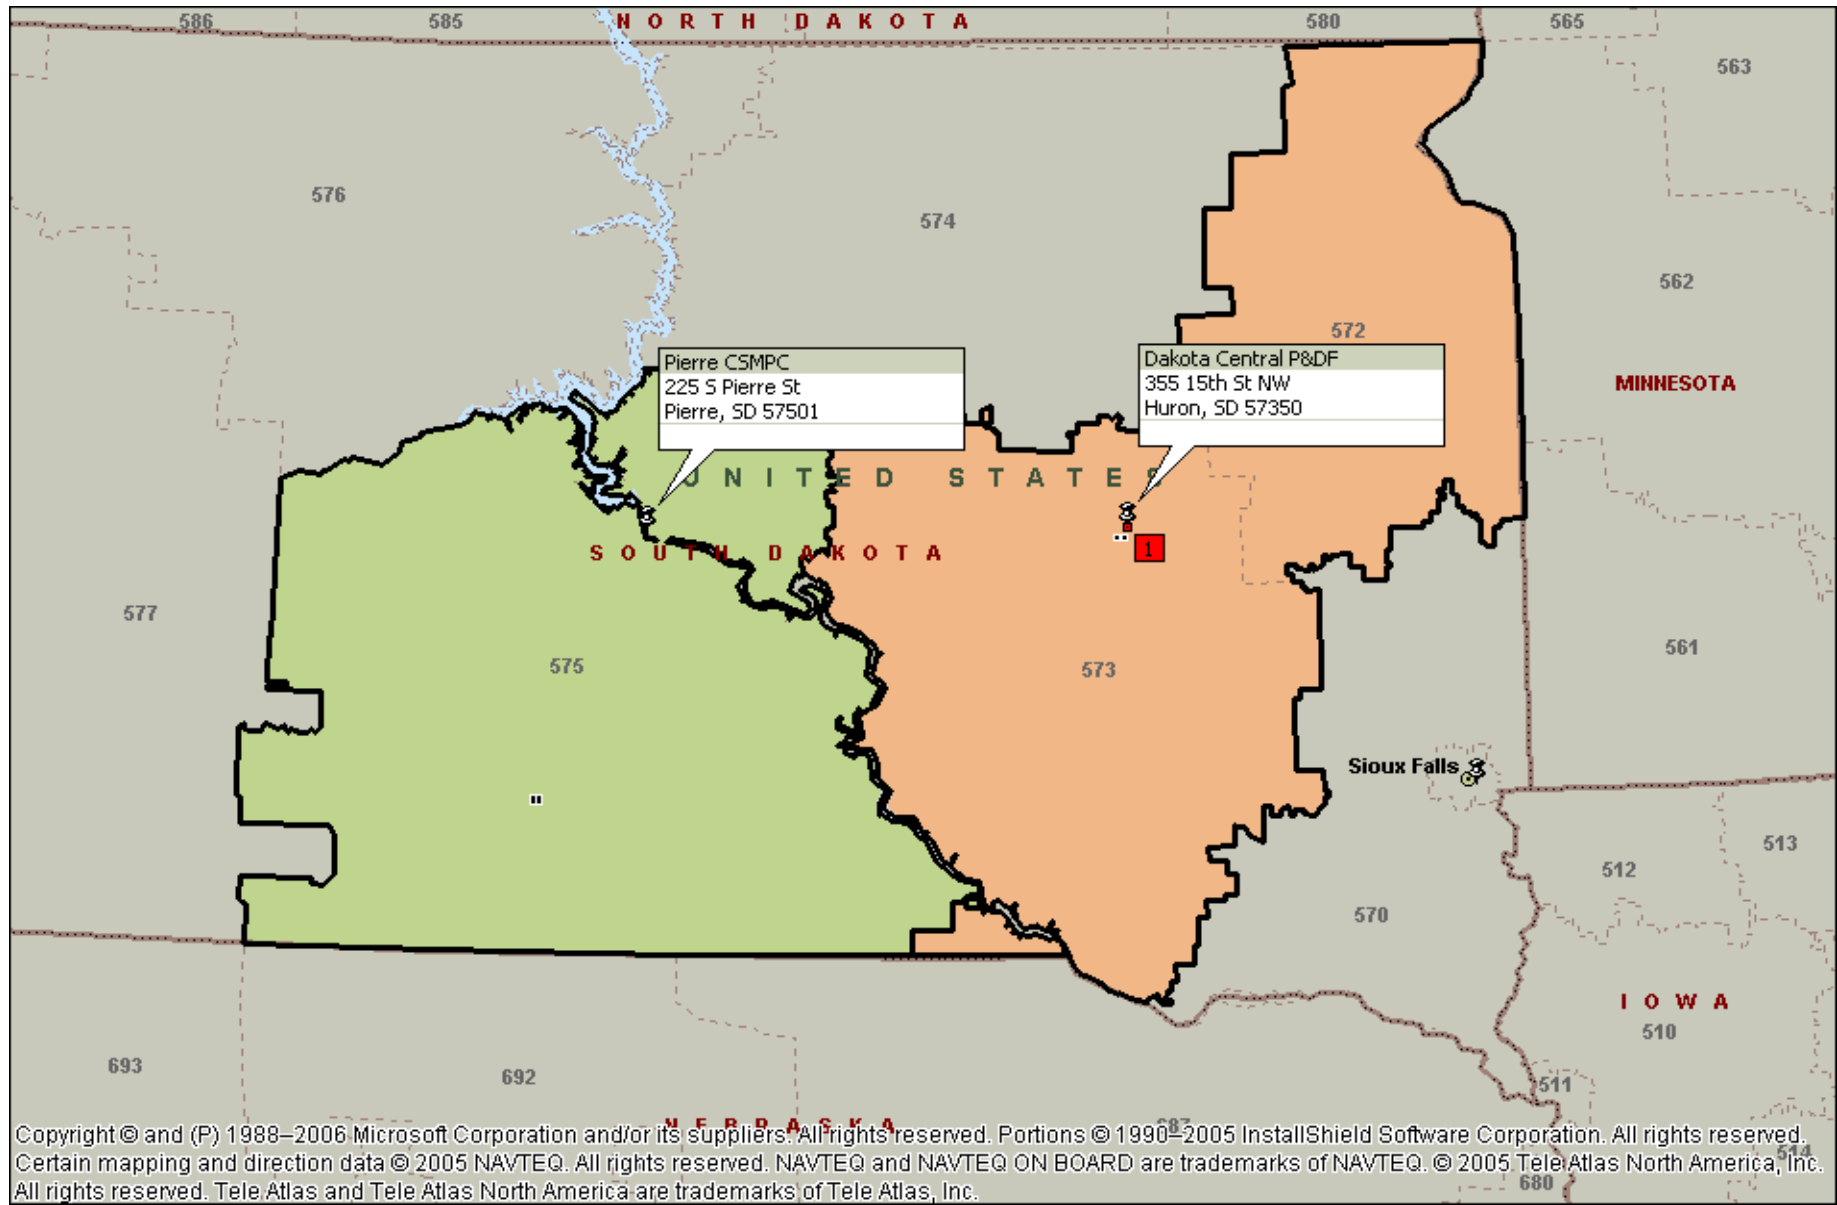 586 585 NORTH DAKOTA 580 565
563
576
574
562
572
Pierre CSMPC
225 S Pierre St
Pierre, SD 57501
Dakota Central P&DF
355 15th St NW
Huron, SD 57350
MINNESOTA
UNITED STATES
SOUTH DAKOTA
1
577
575
573
561
Sioux Falls
513
512
570
IOWA
510
693
692
511
NEBRASKA
687
Copyright © and (P) 1988–2006 Microsoft Corporation and/or its suppliers. All rights reserved. Portions © 1990–2005 InstallShield Software Corporation. All rights reserved.
Certain mapping and direction data © 2005 NAVTEQ. All rights reserved. NAVTEQ and NAVTEQ ON BOARD are trademarks of NAVTEQ. © 2005 Tele Atlas North America, Inc.
514
All rights reserved. Tele Atlas and Tele Atlas North America are trademarks of Tele Atlas, Inc.
680